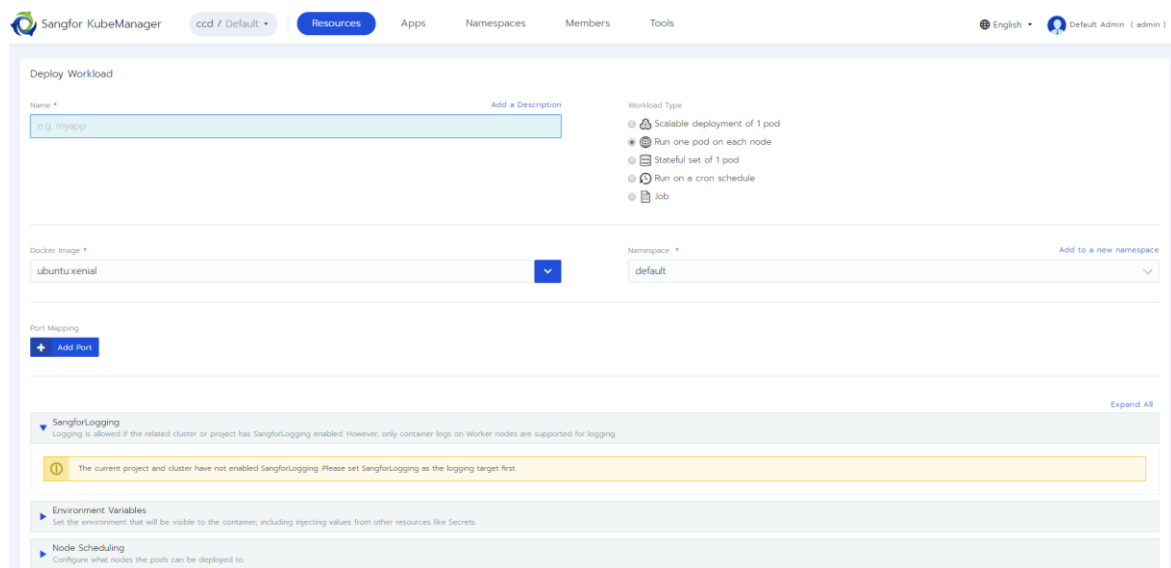 Sangfor KubeManager
ccd / Default
Resources
Apps
Namespaces
Members
Tools
English
Default Admin ( admin )
Deploy Workload
Name *
Add a Description
e.g. myapp
Workload Type
Scalable deployment of 1 pod
Run one pod on each node
Stateful set of 1 pod
Run on a cron schedule
Job
Docker Image *
ubuntu:xenial
Namespace *
Add to a new namespace
default
Port Mapping
+ Add Port
Expand All
SangforLogging
Logging is allowed if the related cluster or project has SangforLogging enabled. However, only container logs on Worker nodes are supported for logging.
The current project and cluster have not enabled SangforLogging. Please set SangforLogging as the logging target first.
Environment Variables
Set the environment that will be visible to the container, including injecting values from other resources like Secrets.
Node Scheduling
Configure what nodes the pods can be deployed to.